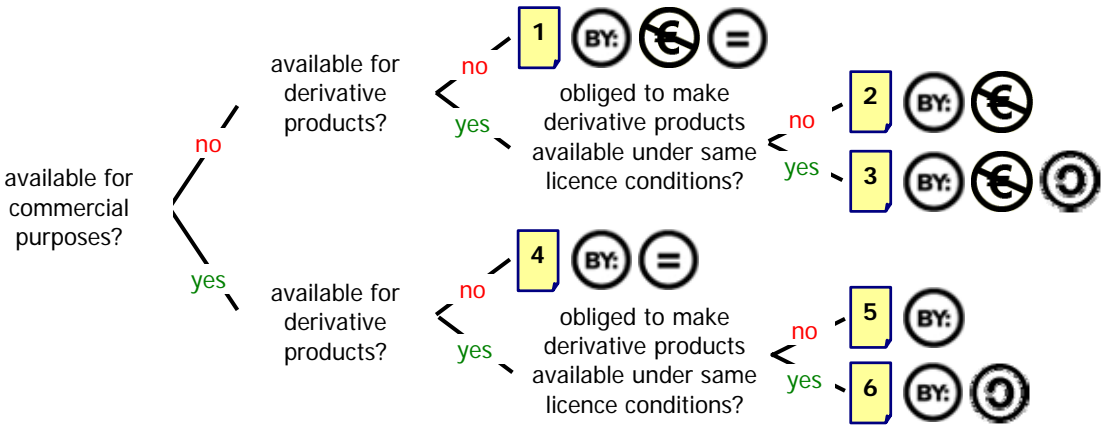 available for
commercial
purposes?
no
yes
available for
derivative
products?
no
yes
1 BY: € =
obliged to make
derivative products
available under same
licence conditions?
no
yes
2 BY: €
3 BY: €
available for
derivative
products?
no
yes
4 BY: =
obliged to make
derivative products
available under same
licence conditions?
no
yes
5 BY:
6 BY: